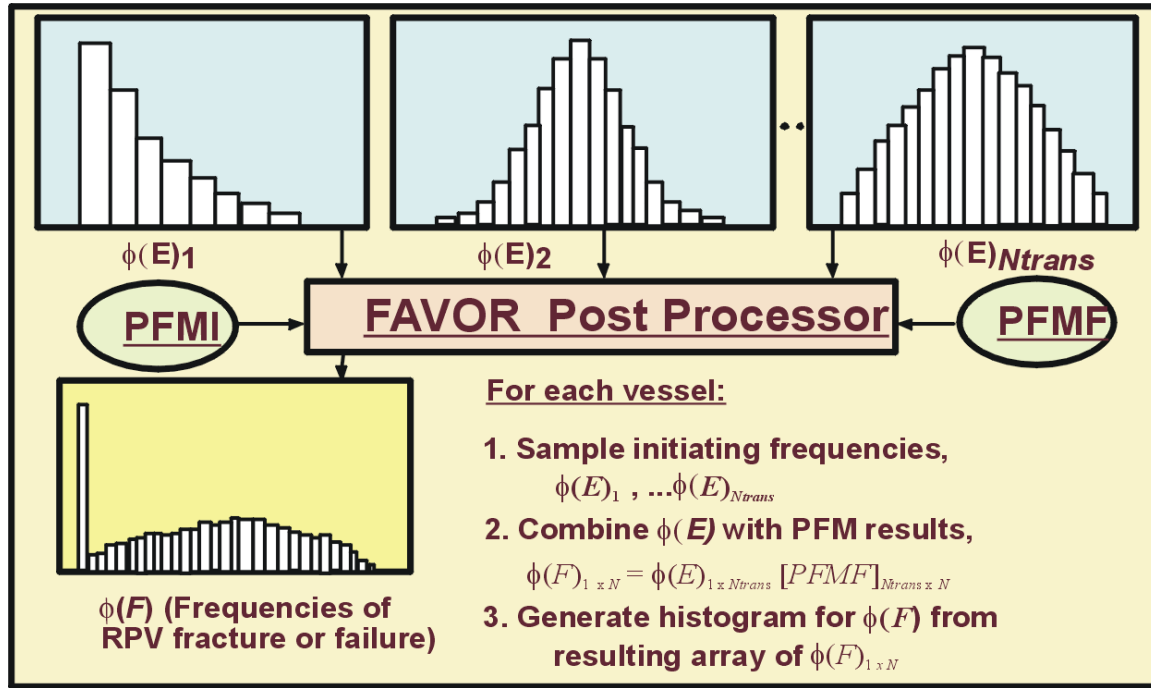 ϕ(E)1
ϕ(E)2
ϕ(E)Ntrans
PFMI
FAVOR Post Processor
PFMF
For each vessel:
1. Sample initiating frequencies,
ϕ(E)1 , ...ϕ(E)Ntrans
2. Combine ϕ(E) with PFM results,
ϕ(F)1 x N = ϕ(E)1 x Ntrans [PFMF]Ntrans x N
3. Generate histogram for ϕ(F) from
resulting array of ϕ(F)1 x N
ϕ(F) (Frequencies of
RPV fracture or failure)